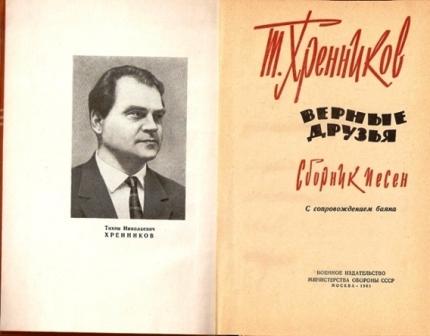 Тихон Николаевич
ХРЕННИКОВ
Т. Хренников
ВЕРНЫЕ
ДРУЗЬЯ
Сборник песен
С сопровождением баяна
ВОЕННОЕ ИЗДАТЕЛЬСТВО
МИНИСТЕРСТВА ОБОРОНЫ СССР
МОСКВА — 1961